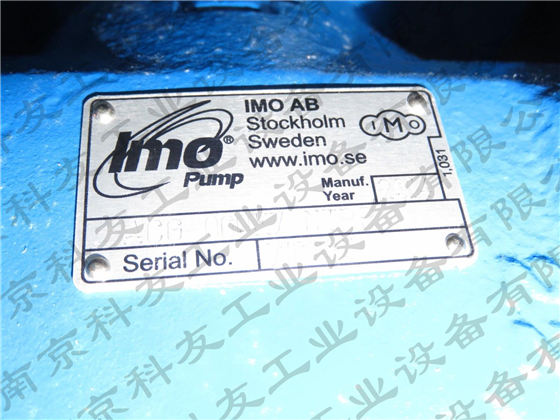 Imo®
Pump
IMO AB
Stockholm
Sweden
www.imo.se
IMO
Manuf.
Year
1,031
Serial No.
南京科友工业设备有限公司